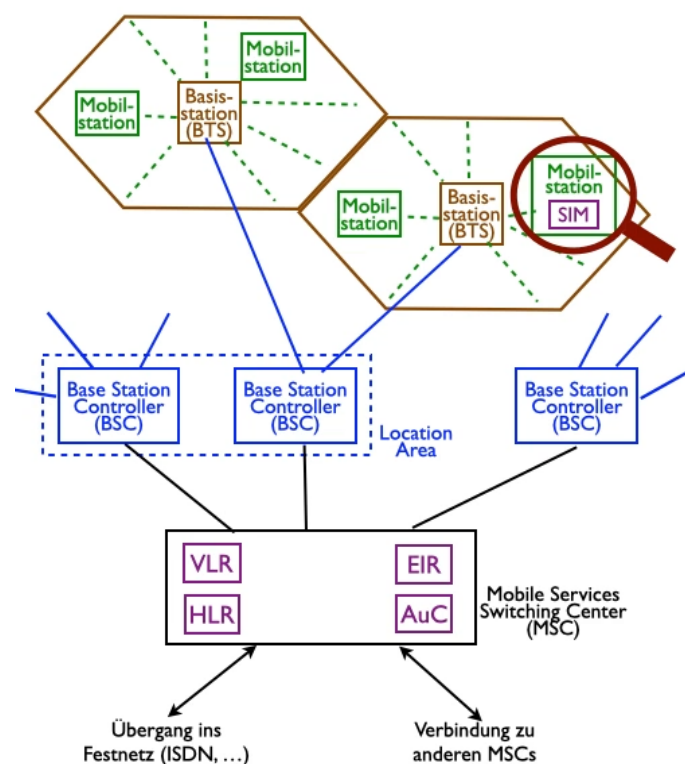 Mobil-
station
Mobil-
station
Basis-
station
(BTS)
Mobil-
station
Basis-
station
(BTS)
Mobil-
station
SIM
Base Station
Controller
(BSC)
Base Station
Controller
(BSC)
Base Station
Controller
(BSC)
Location
Area
VLR
EIR
HLR
AuC
Mobile Services
Switching Center
(MSC)
Übergang ins
Festnetz (ISDN, ...)
Verbindung zu
anderen MSCs